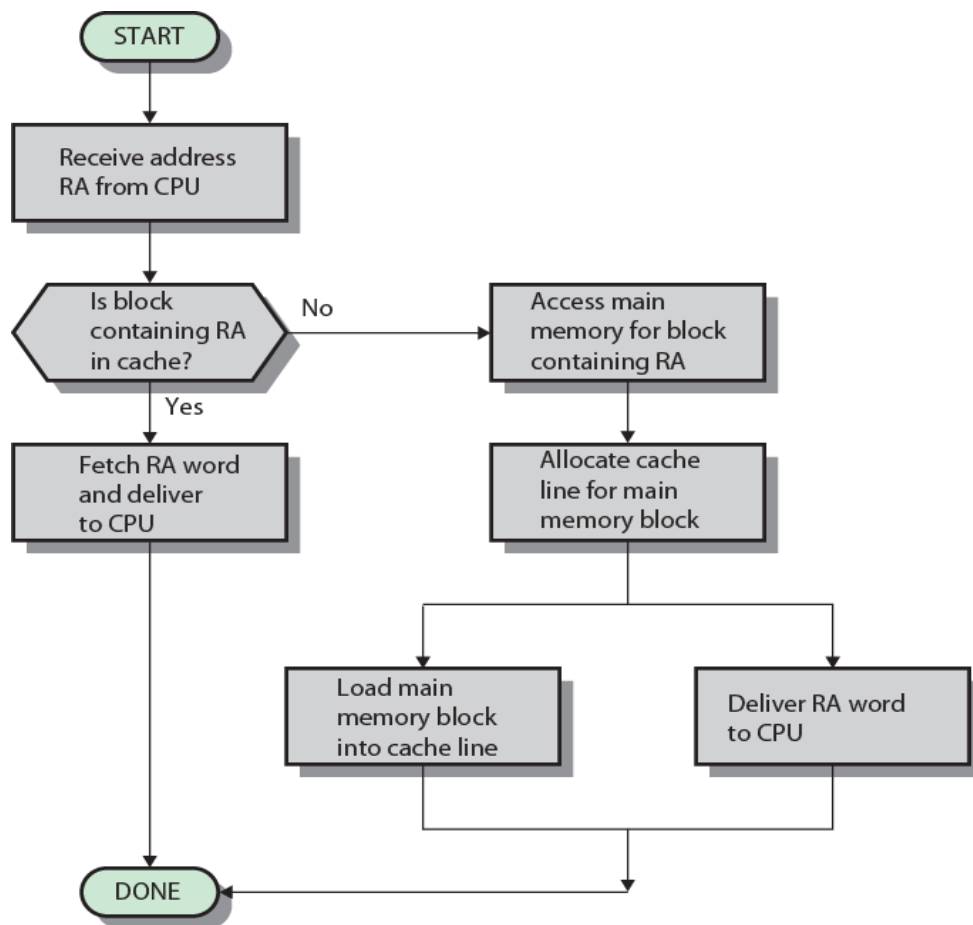 START
Receive address
RA from CPU
Is block
containing RA
in cache?
No
Access main
memory for block
containing RA
Yes
Fetch RA word
and deliver
to CPU
Allocate cache
line for main
memory block
Load main
memory block
into cache line
Deliver RA word
to CPU
DONE